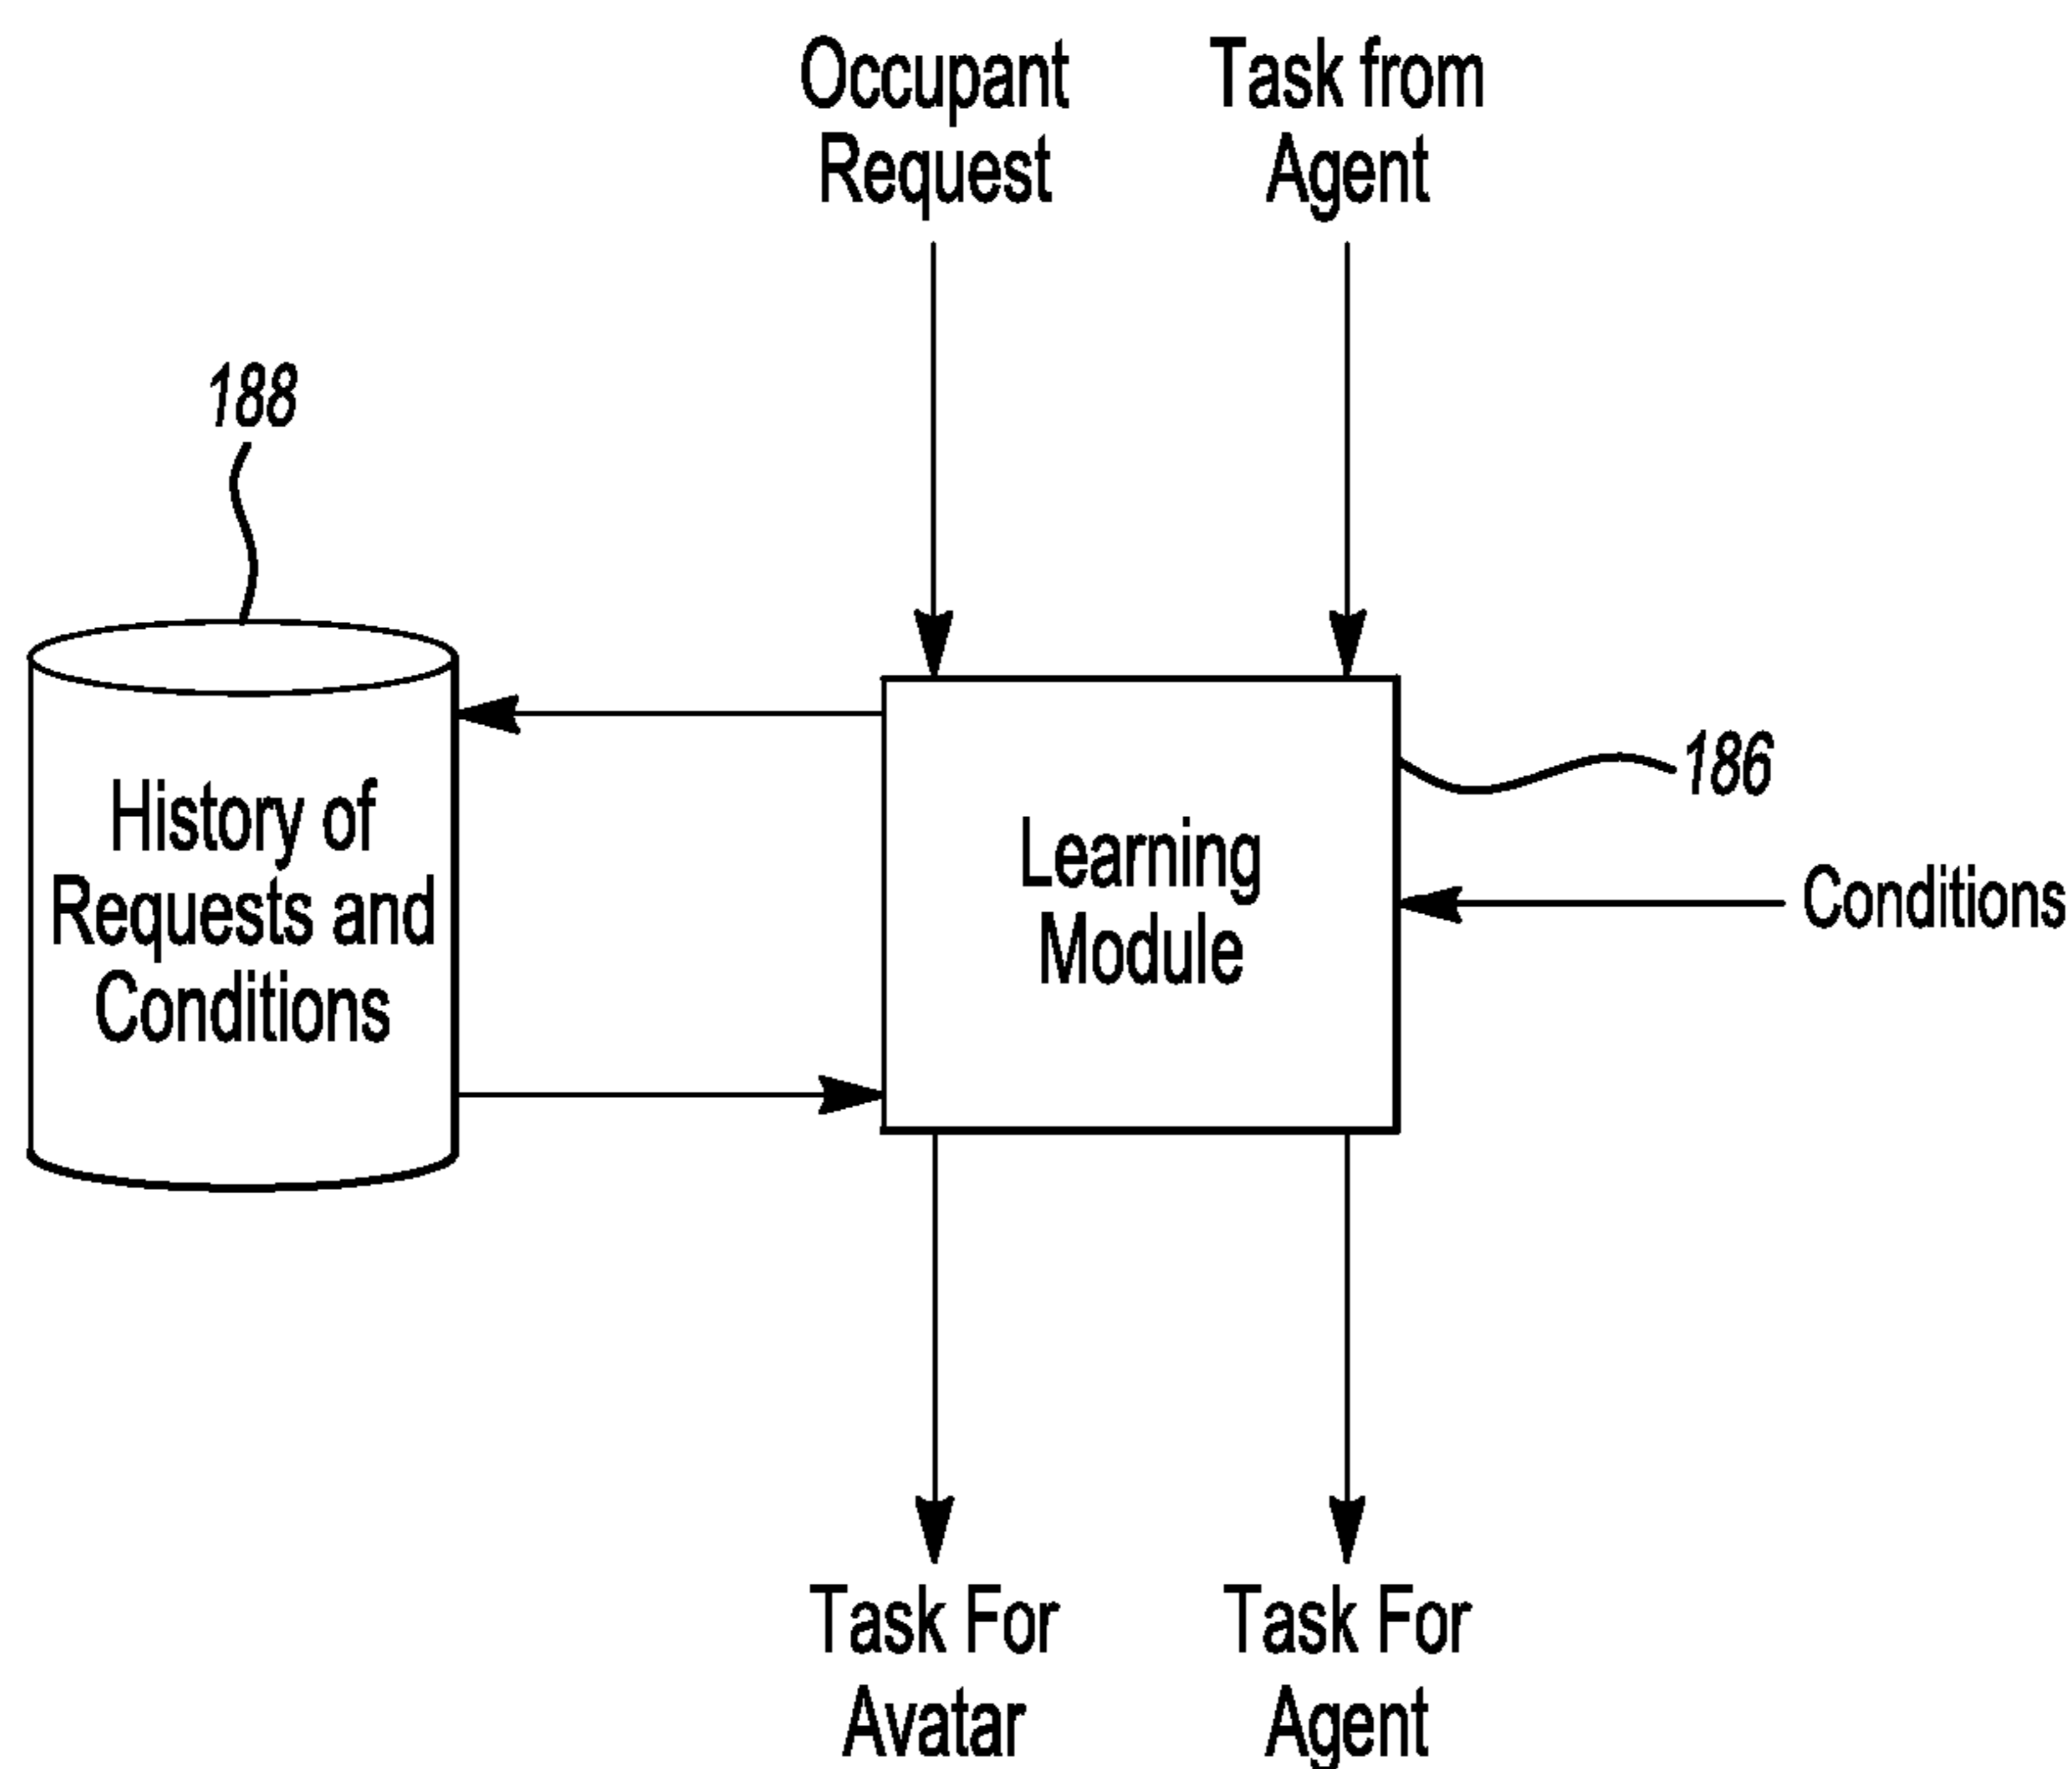 Occupant
Request
Task from
Agent
188
History of
Requests and
Conditions
Learning
Module
186
Conditions
Task For
Avatar
Task For
Agent